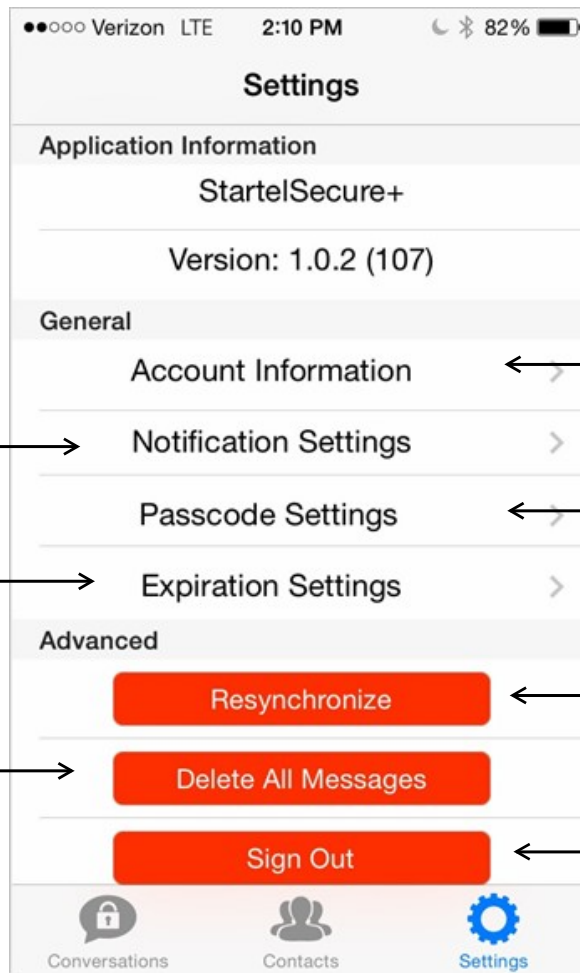 Verizon LTE 2:10 PM 82%
Settings
Application Information
StartelSecure+
Version: 1.0.2 (107)
General
Account Information
Notification Settings
Passcode Settings
Expiration Settings
Advanced
Resynchronize
Delete All Messages
Sign Out
Conversations Contacts Settings